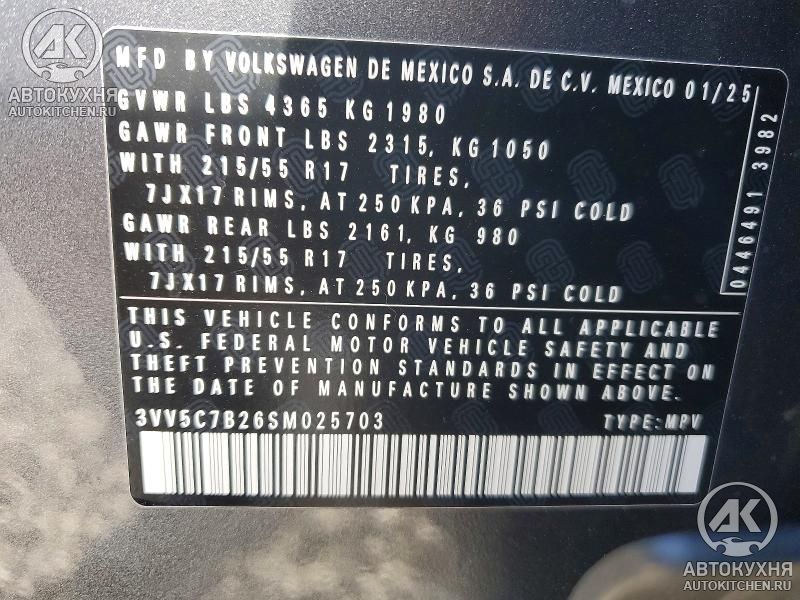 AK
АВТОКУХНЯ
AUTOKITCHEN.RU
MFD BY VOLKSWAGEN DE MEXICO S.A. DE C.V. MEXICO 01/25
GVWR LBS 4365 KG 1980
GAWR FRONT LBS 2315, KG 1050
WITH 215/55 R17 TIRES,
7JX17 RIMS, AT 250 KPA, 36 PSI COLD
GAWR REAR LBS 2161, KG 980
WITH 215/55 R17 TIRES,
7JX17 RIMS, AT 250 KPA, 36 PSI COLD
0446491 3982
THIS VEHICLE CONFORMS TO ALL APPLICABLE
U.S. FEDERAL MOTOR VEHICLE SAFETY AND
THEFT PREVENTION STANDARDS IN EFFECT ON
THE DATE OF MANUFACTURE SHOWN ABOVE.
3VV5C7B26SM025703 TYPE:MPV
AK
АВТОКУХНЯ
AUTOKITCHEN.RU